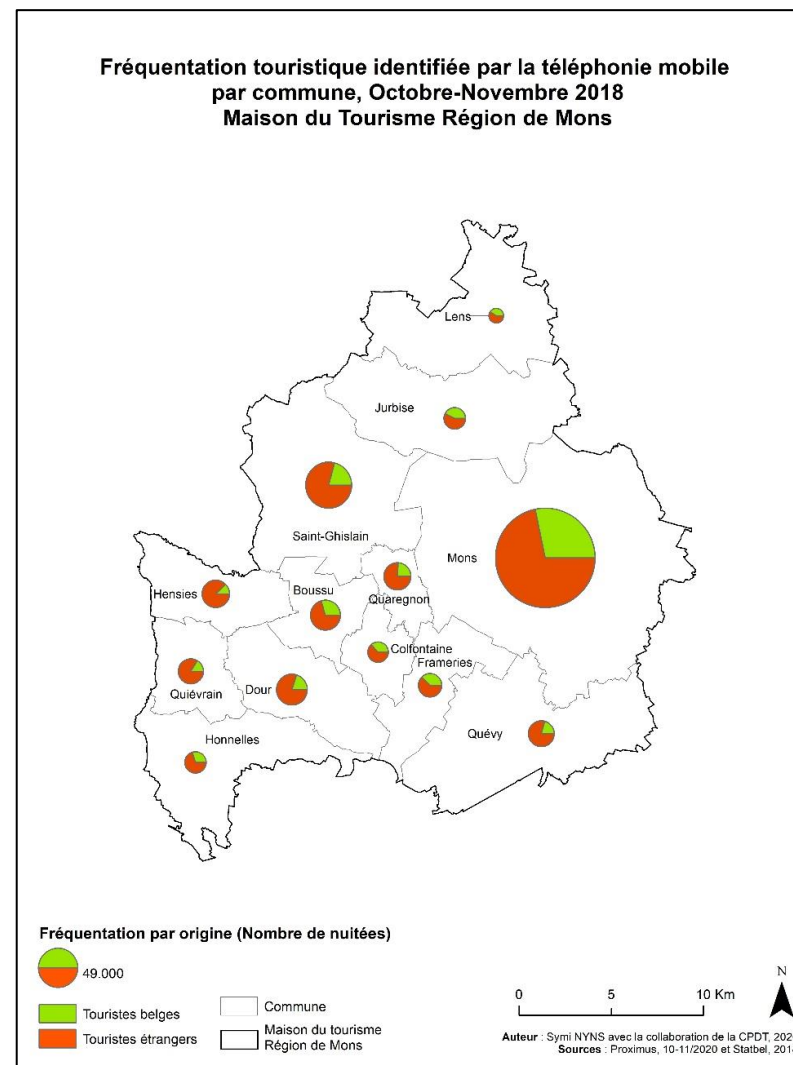 Fréquentation touristique identifiée par la téléphonie mobile
par commune, Octobre-Novembre 2018
Maison du Tourisme Région de Mons
Lens
Jurbise
Saint-Ghislain
Mons
Hensies
Boussu
Quaregnon
Colfontaine
Frameries
Quiévrain
Dour
Quévy
Honnelles
Fréquentation par origine (Nombre de nuitées)
49.000
Touristes belges
Touristes étrangers
Commune
Maison du tourisme
Région de Mons
0 5 10 Km
N
Auteur : Symi NYNS avec la collaboration de la CPDT, 202
Sources : Proximus, 10-11/2020 et Statbel, 201